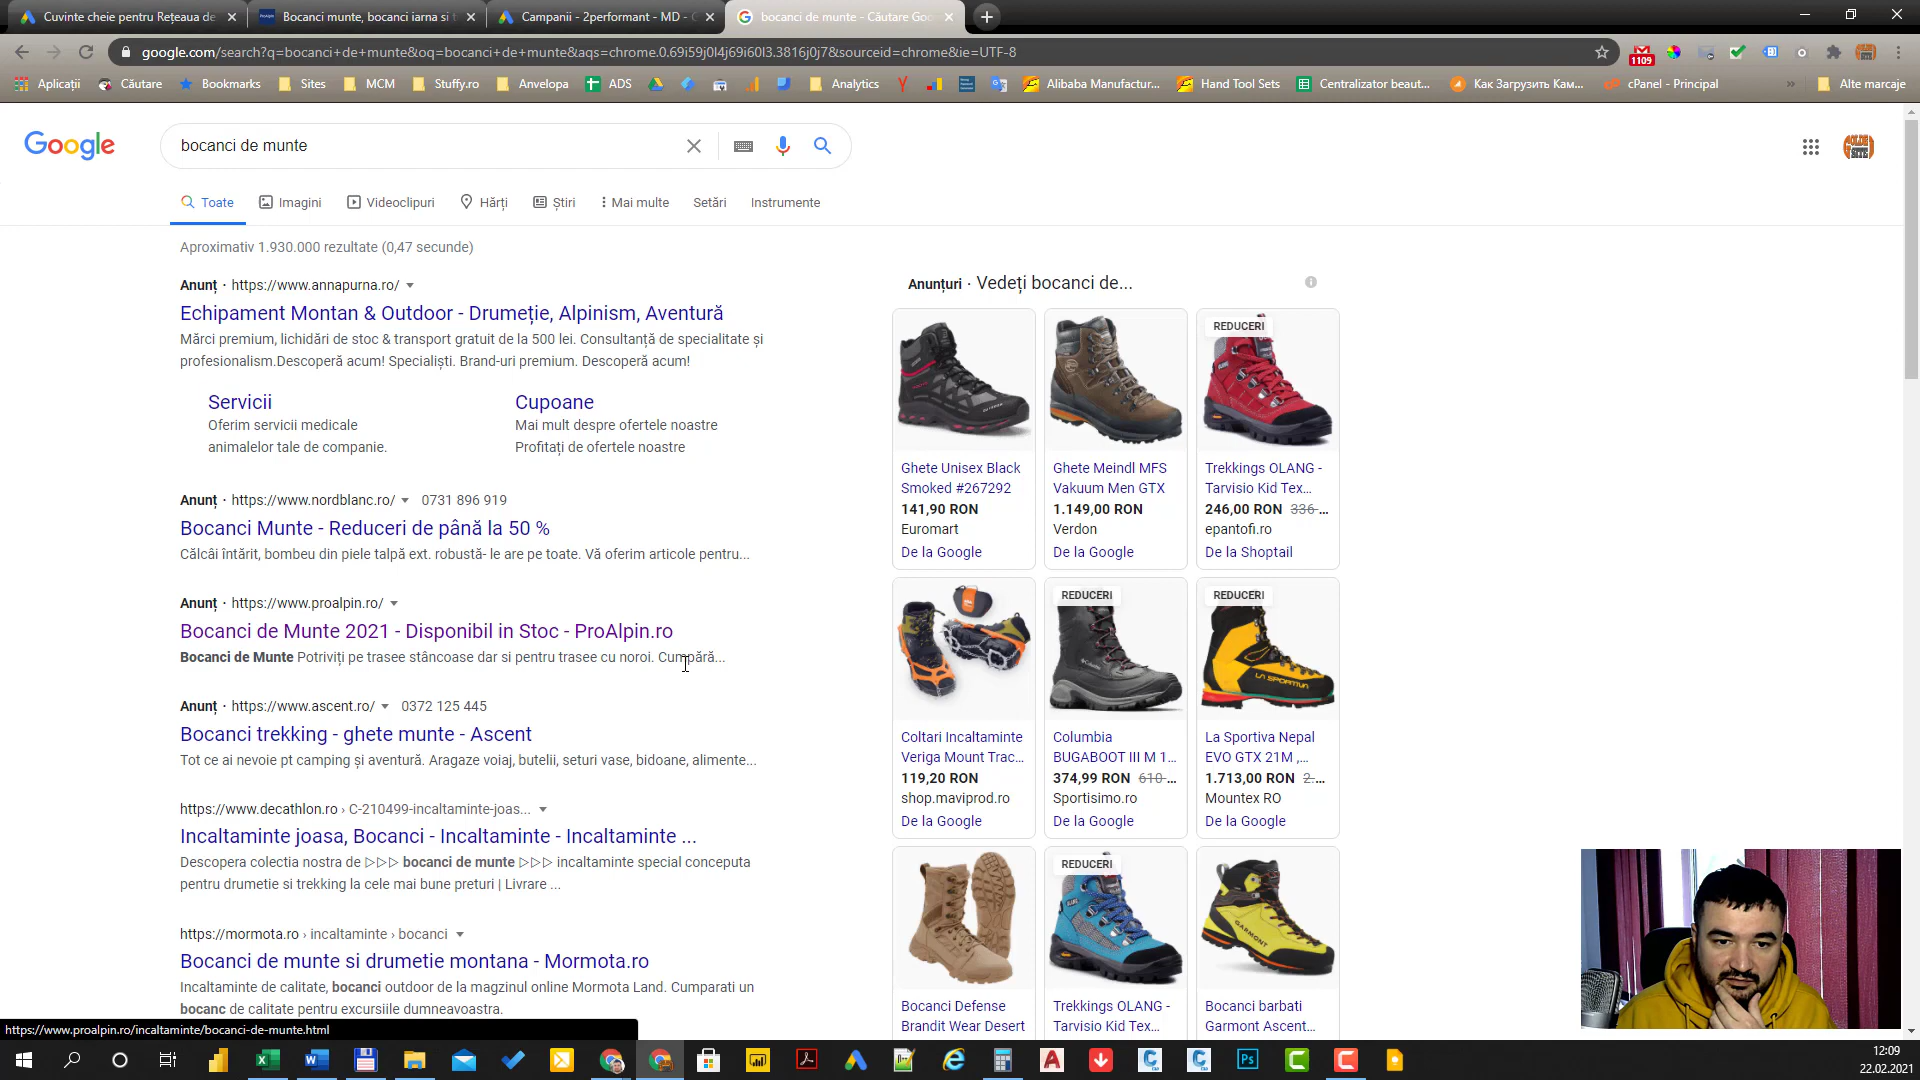 Cuvinte cheie pentru Rețeaua de
Bocanci munte, bocanci iarna si t
Campanii - 2performant - MD - G
bocanci de munte - Căutare Goo
google.com/search?q=bocanci+de+munte&oq=bocanci+de+munte&aqs=chrome.0.69i59j0l4j69i60l3.3816j0j7&sourceid=chrome&ie=UTF-8
1109
Aplicații
Căutare
Bookmarks
Sites
MCM
Stuffy.ro
Anvelopa
ADS
Analytics
Alibaba Manufactur...
Hand Tool Sets
Centralizator beaut...
Как Загрузить Кам...
cPanel - Principal
»
Alte marcaje
Google
bocanci de munte
Toate
Imagini
Videoclipuri
Hărți
Știri
Mai multe
Setări
Instrumente
Aproximativ 1.930.000 rezultate (0,47 secunde)
Anunț · https://www.annapurna.ro/
Echipament Montan & Outdoor - Drumeție, Alpinism, Aventură
Mărci premium, lichidări de stoc & transport gratuit de la 500 lei. Consultanță de specialitate și
profesionalism.Descoperă acum! Specialiști. Brand-uri premium. Descoperă acum!
Servicii
Oferim servicii medicale
animalelor tale de companie.
Cupoane
Mai mult despre ofertele noastre
Profitați de ofertele noastre
Anunț · https://www.nordblanc.ro/ 0731 896 919
Bocanci Munte - Reduceri de până la 50 %
Călcâi întărit, bombeu din piele talpă ext. robustă- le are pe toate. Vă oferim articole pentru...
Anunț · https://www.proalpin.ro/
Bocanci de Munte 2021 - Disponibil in Stoc - ProAlpin.ro
Bocanci de Munte Potriviți pe trasee stâncoase dar si pentru trasee cu noroi. Cumpără...
Anunț · https://www.ascent.ro/ 0372 125 445
Bocanci trekking - ghete munte - Ascent
Tot ce ai nevoie pt camping și aventură. Aragaze voiaj, butelii, seturi vase, bidoane, alimente...
https://www.decathlon.ro › C-210499-incaltaminte-joas...
Incaltaminte joasa, Bocanci - Incaltaminte - Incaltaminte ...
Descopera colectia nostra de ▷▷▷ bocanci de munte ▷▷▷ incaltaminte special conceputa
pentru drumetie si trekking la cele mai bune preturi | Livrare ...
https://mormota.ro › incaltaminte › bocanci
Bocanci de munte si drumetie montana - Mormota.ro
Incaltaminte de calitate, bocanci outdoor de la magzinul online Mormota Land. Cumparati un
bocanc de calitate pentru excursiile dumneavoastra.
https://www.proalpin.ro/incaltaminte/bocanci-de-munte.html
Anunțuri · Vedeți bocanci de...
Ghete Unisex Black
Smoked #267292
141,90 RON
Euromart
De la Google
Ghete Meindl MFS
Vakuum Men GTX
1.149,00 RON
Verdon
De la Google
REDUCERI
Trekkings OLANG -
Tarvisio Kid Tex...
246,00 RON 336-...
epantofi.ro
De la Shoptail
Coltari Incaltaminte
Veriga Mount Trac...
119,20 RON
shop.maviprod.ro
De la Google
REDUCERI
Columbia
BUGABOOT III M 1...
374,99 RON 610-...
Sportisimo.ro
De la Google
REDUCERI
LA SPORTIVA
La Sportiva Nepal
EVO GTX 21M ,...
1.713,00 RON 2...
Mountex RO
De la Google
Bocanci Defense
Brandit Wear Desert
REDUCERI
Trekkings OLANG -
Tarvisio Kid Tex...
GARMONT
Bocanci barbati
Garmont Ascent...
12:09
22.02.2021